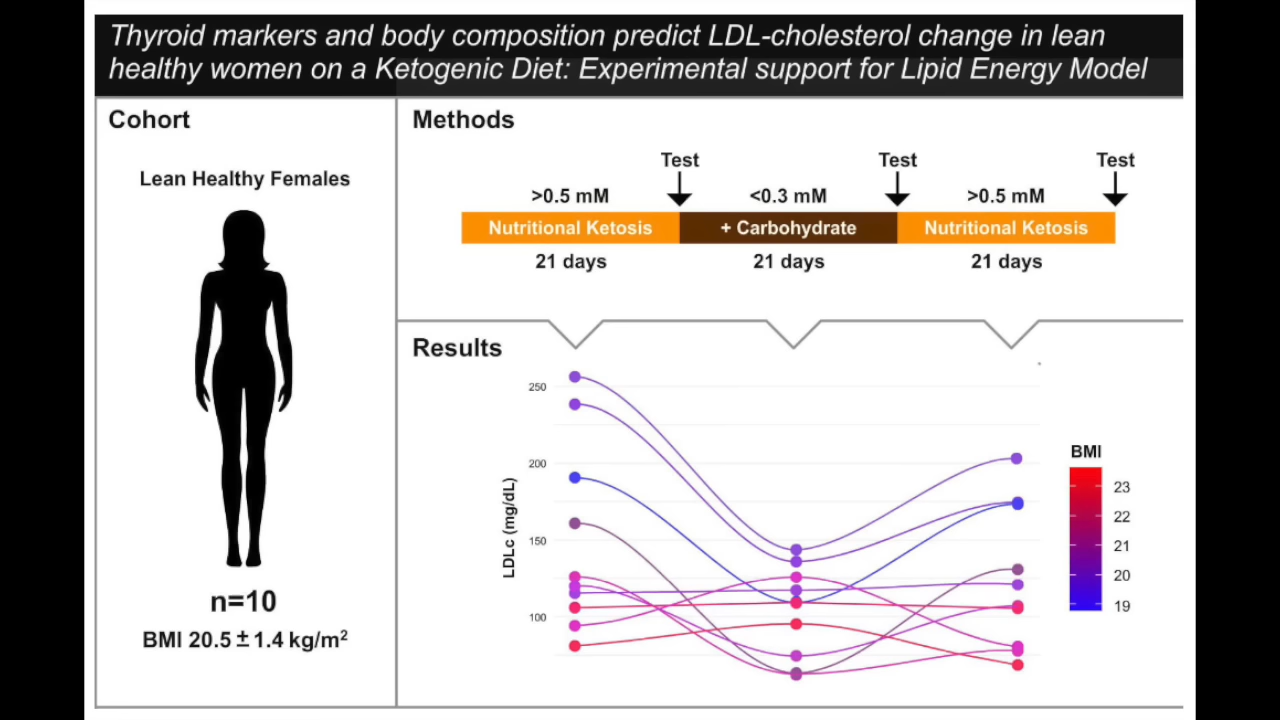 Thyroid markers and body composition predict LDL-cholesterol change in lean
healthy women on a Ketogenic Diet: Experimental support for Lipid Energy Model
Cohort
Lean Healthy Females
n=10
BMI 20.5 ± 1.4 kg/m²
Methods
Test Test Test
>0.5 mM <0.3 mM >0.5 mM
Nutritional Ketosis + Carbohydrate Nutritional Ketosis
21 days 21 days 21 days
Results
LDLc (mg/dL)
250
200
150
100
BMI
23
22
21
20
19